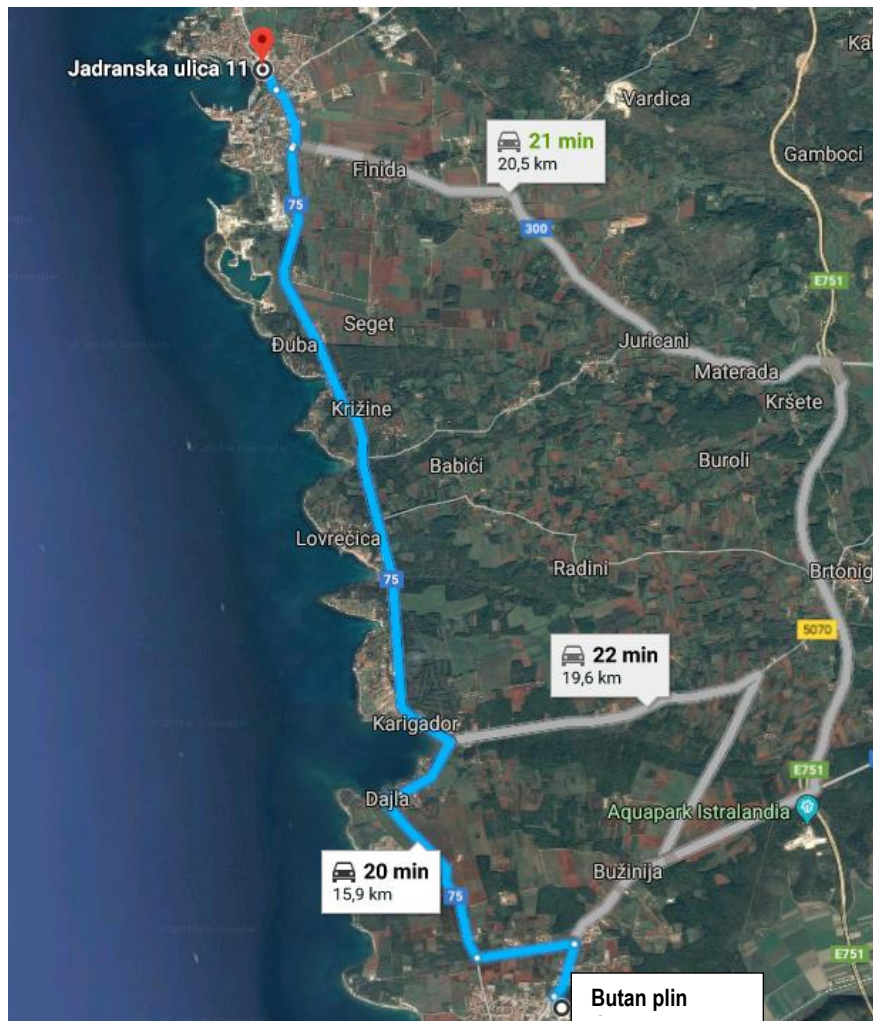 Jadranska ulica 11
Vardica
Gamboci
21 min
20,5 km
Finida
75
300
E751
Seget
Đuba
Juricani
Materada
Kršete
Križine
Babići
Buroli
Lovrečica
Radini
Brtonig
75
5070
22 min
19,6 km
Karigador
E751
Dajla
Aquapark Istralandia
20 min
15,9 km
Bužinija
75
E751
Butan plin